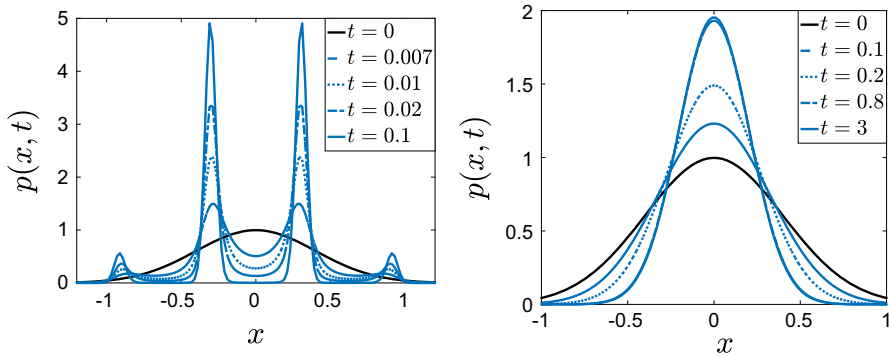 p(x, t)
5
4
3
2
1
0
-1
-0.5
0
0.5
1
x
t = 0
t = 0.007
t = 0.01
t = 0.02
t = 0.1
p(x, t)
2
1.5
1
0.5
0
-1
-0.5
0
0.5
1
x
t = 0
t = 0.1
t = 0.2
t = 0.8
t = 3